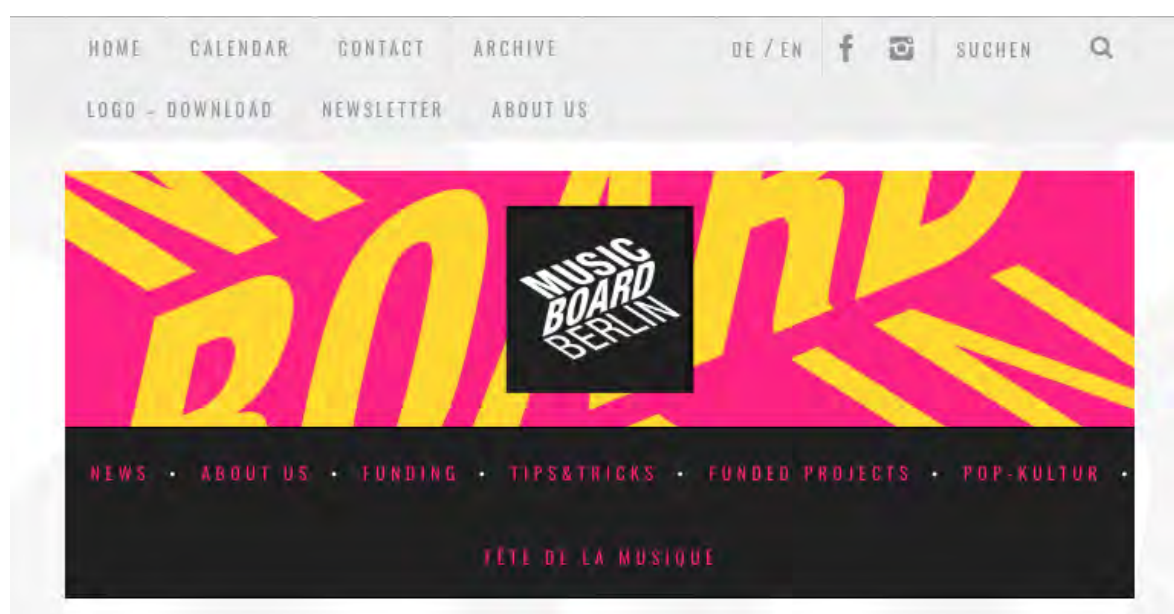 HOME CALENDAR CONTACT ARCHIVE DE / EN f SUCHEN
LOGO – DOWNLOAD NEWSLETTER ABOUT US
BOARD
MUSIC
BOARD
BERLIN
NEWS • ABOUT US • FUNDING • TIPS&TRICKS • FUNDED PROJECTS • POP-KULTUR •
FÊTE DE LA MUSIQUE